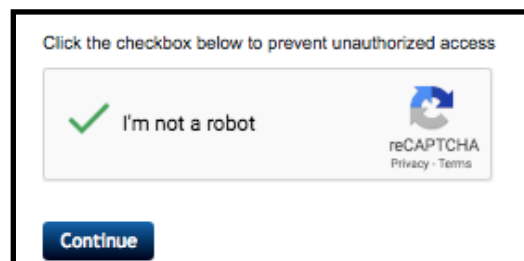 Click the checkbox below to prevent unauthorized access
I'm not a robot
reCAPTCHA
Privacy - Terms
Continue